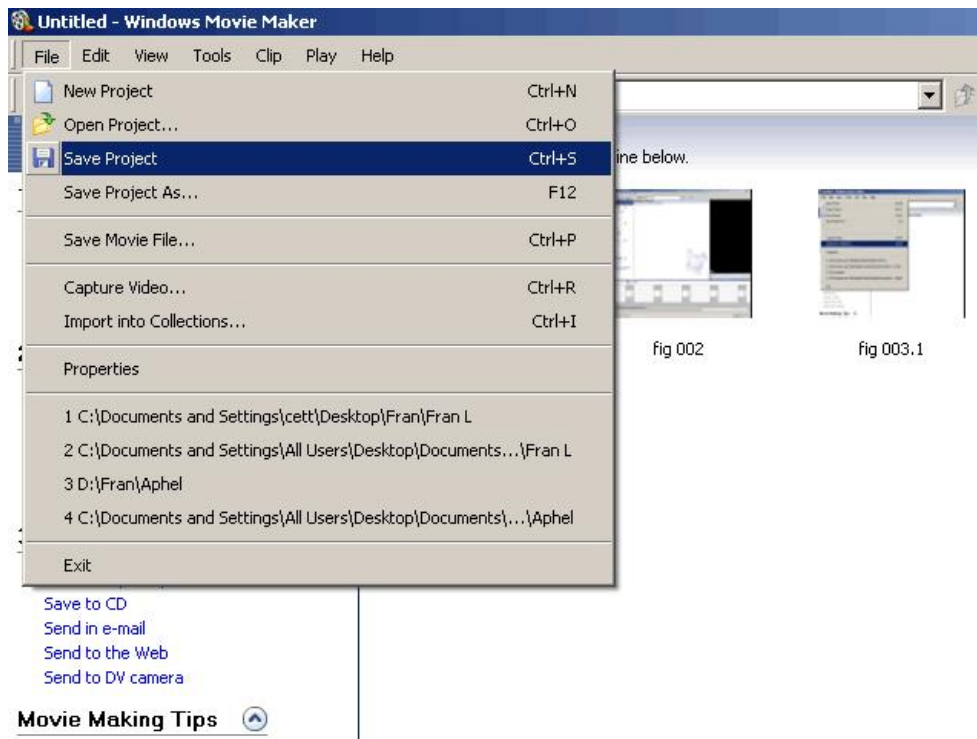 Untitled - Windows Movie Maker
File Edit View Tools Clip Play Help
New Project Ctrl+N
Open Project... Ctrl+O
Save Project Ctrl+S
ine below.
Save Project As... F12
Save Movie File... Ctrl+P
Capture Video... Ctrl+R
Import into Collections... Ctrl+I
fig 002 fig 003.1
Properties
1 C:\Documents and Settings\cett\Desktop\Fran\Fran L
2 C:\Documents and Settings\All Users\Desktop\Documents...\Fran L
3 D:\Fran\Aphel
4 C:\Documents and Settings\All Users\Desktop\Documents\...\Aphel
Exit
Save to CD
Send in e-mail
Send to the Web
Send to DV camera
Movie Making Tips